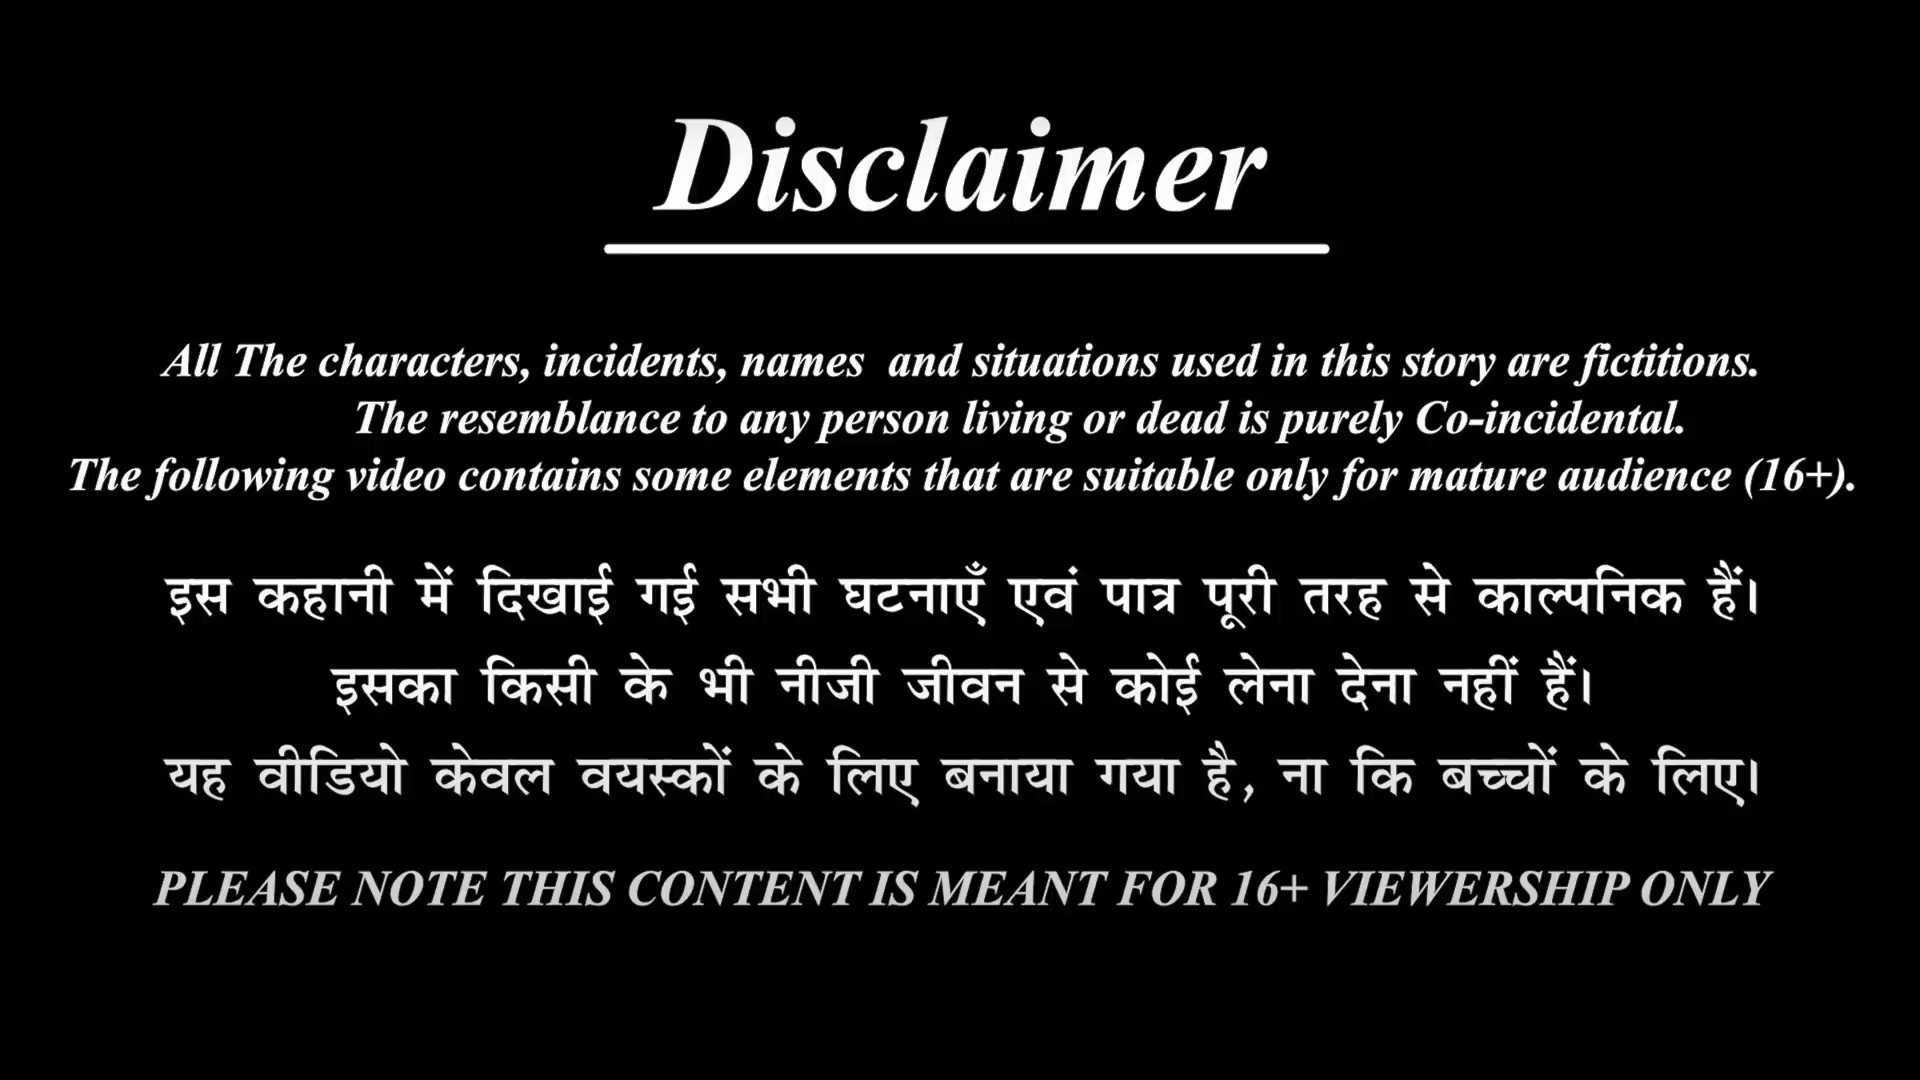 Disclaimer
All The characters, incidents, names  and situations used in this story are fictitions.
The resemblance to any person living or dead is purely Co-incidental.
The following video contains some elements that are suitable only for mature audience (16+).
इस कहानी में दिखाई गई सभी घटनाएँ एवं पात्र पूरी तरह से काल्पनिक हैं।
इसका किसी के भी नीजी जीवन से कोई लेना देना नहीं हैं।
यह वीडियो केवल वयस्कों के लिए बनाया गया है, ना कि बच्चों के लिए।
PLEASE NOTE THIS CONTENT IS MEANT FOR 16+ VIEWERSHIP ONLY